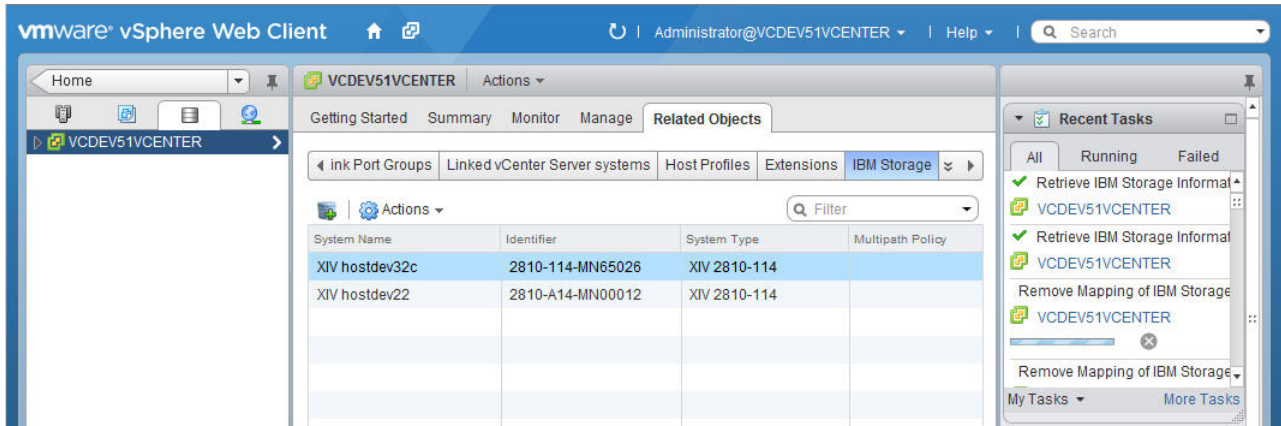 vmware® vSphere Web Client
Administrator@VCDEV51VCENTER
Help
Search
Home
VCDEV51VCENTER
VCDEV51VCENTER
Actions
Getting Started
Summary
Monitor
Manage
Related Objects
ink Port Groups
Linked vCenter Server systems
Host Profiles
Extensions
IBM Storage
Actions
Filter
System Name
Identifier
System Type
Multipath Policy
XIV hostdev32c
2810-114-MN65026
XIV 2810-114
XIV hostdev22
2810-A14-MN00012
XIV 2810-114
Recent Tasks
All
Running
Failed
Retrieve IBM Storage Informat
VCDEV51VCENTER
Retrieve IBM Storage Informat
VCDEV51VCENTER
Remove Mapping of IBM Storage
VCDEV51VCENTER
Remove Mapping of IBM Storage
My Tasks
More Tasks